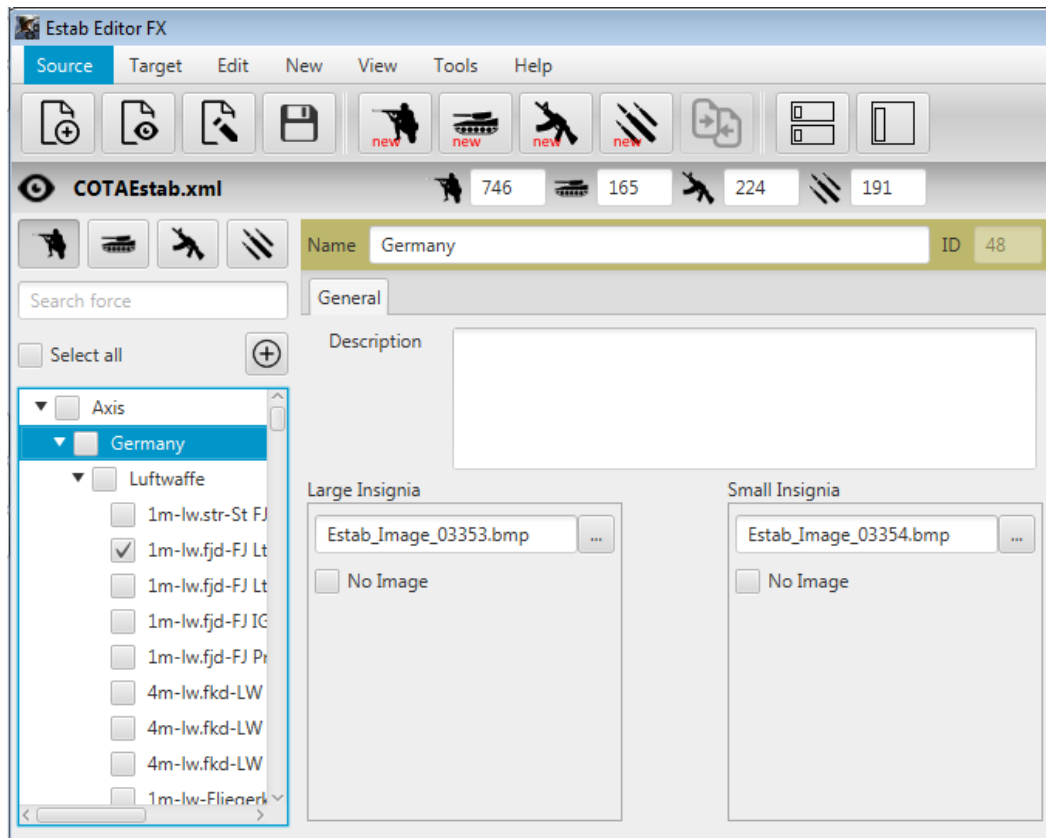 Estab Editor FX
Source Target Edit New View Tools Help
new new new new
COTAEstab.xml 746 165 224 191
Name Germany ID 48
Search force
General
Select all
Description
Axis
Germany
Luftwaffe
Large Insignia Small Insignia
1m-lw.str-St FJ
Estab_Image_03353.bmp ... Estab_Image_03354.bmp ...
1m-lw.fjd-FJ Lt
No Image No Image
1m-lw.fjd-FJ Lt
1m-lw.fjd-FJ IG
1m-lw.fjd-FJ Pr
4m-lw.fkd-LW
4m-lw.fkd-LW
4m-lw.fkd-LW
1m-lw-Fliegerk